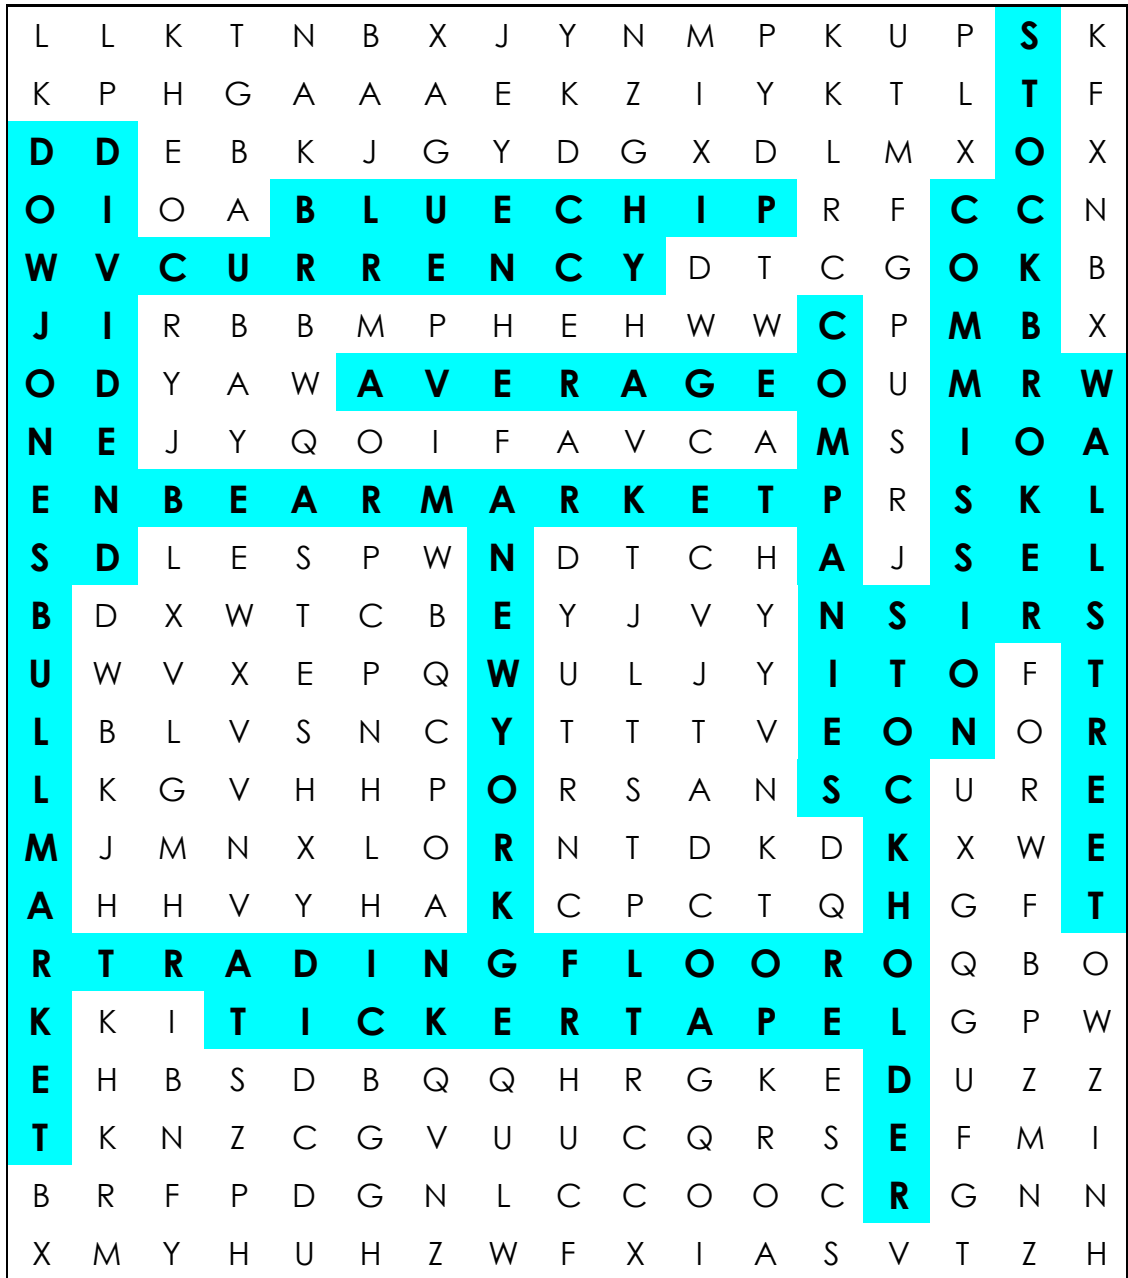 L L K T N B X J Y N M P K U P S K
K P H G A A A E K Z I Y K T L T F
D D E B K J G Y D G X D L M X O X
O I O A B L U E C H I P R F C C N
W V C U R R E N C Y D T C G O K B
J I R B B M P H E H W W C P M B X
O D Y A W A V E R A G E O U M R W
N E J Y Q O I F A V C A M S I O A
E N B E A R M A R K E T P R S K L
S D L E S P W N D T C H A J S E L
B D X W T C B E Y J V Y N S I R S
U W V X E P Q W U L J Y I T O F T
L B L V S N C Y T T T V E O N O R
L K G V H H P O R S A N S C U R E
M J M N X L O R N T D K D K X W E
A H H V Y H A K C P C T Q H G F T
R T R A D I N G F L O O R O Q B O
K K I T I C K E R T A P E L G P W
E H B S D B Q Q H R G K E D U Z Z
T K N Z C G V U U C Q R S E F M I
B R F P D G N L C C O O C R G N N
X M Y H U H Z W F X I A S V T Z H